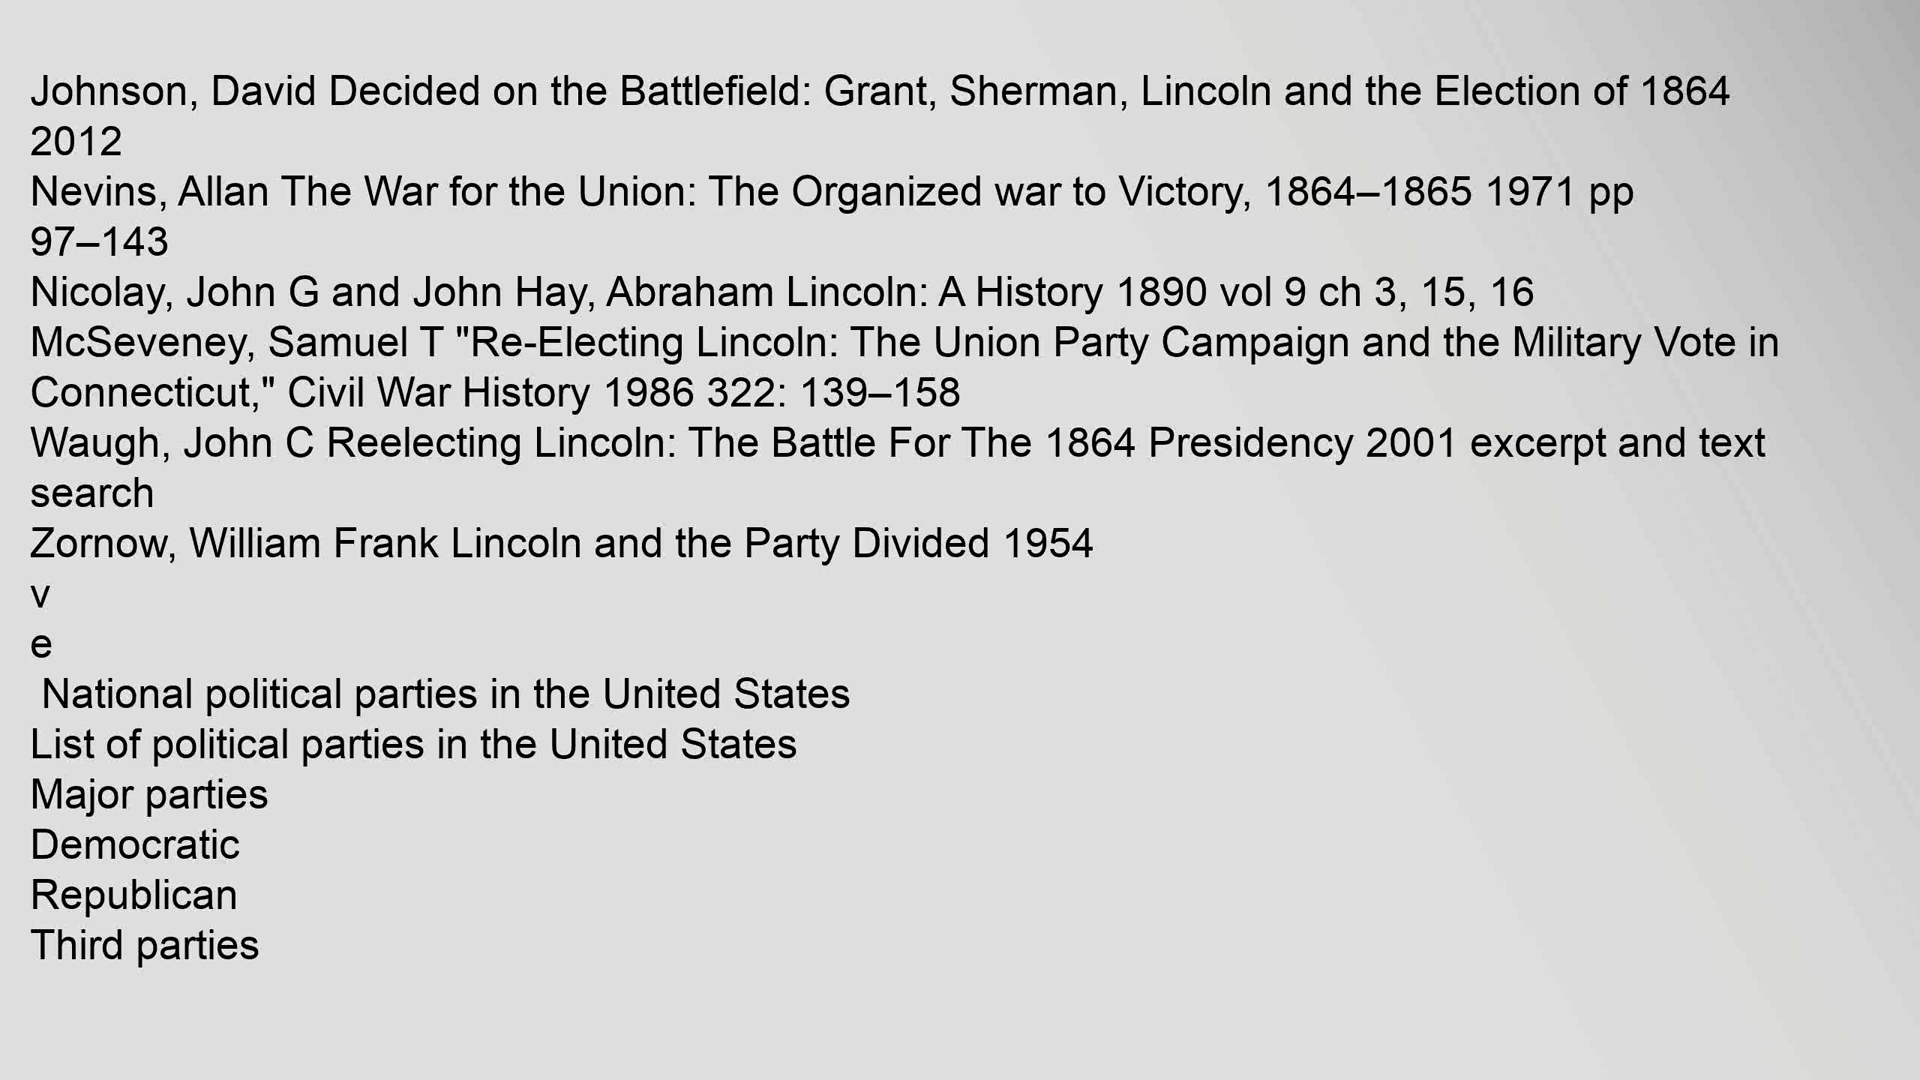 Johnson, David Decided on the Battlefield: Grant, Sherman, Lincoln and the Election of 1864
2012
Nevins, Allan The War for the Union: The Organized war to Victory, 1864–1865 1971 pp
97–143
Nicolay, John G and John Hay, Abraham Lincoln: A History 1890 vol 9 ch 3, 15, 16
McSeveney, Samuel T "Re-Electing Lincoln: The Union Party Campaign and the Military Vote in
Connecticut," Civil War History 1986 322: 139–158
Waugh, John C Reelecting Lincoln: The Battle For The 1864 Presidency 2001 excerpt and text
search
Zornow, William Frank Lincoln and the Party Divided 1954
v
e
National political parties in the United States
List of political parties in the United States
Major parties
Democratic
Republican
Third parties